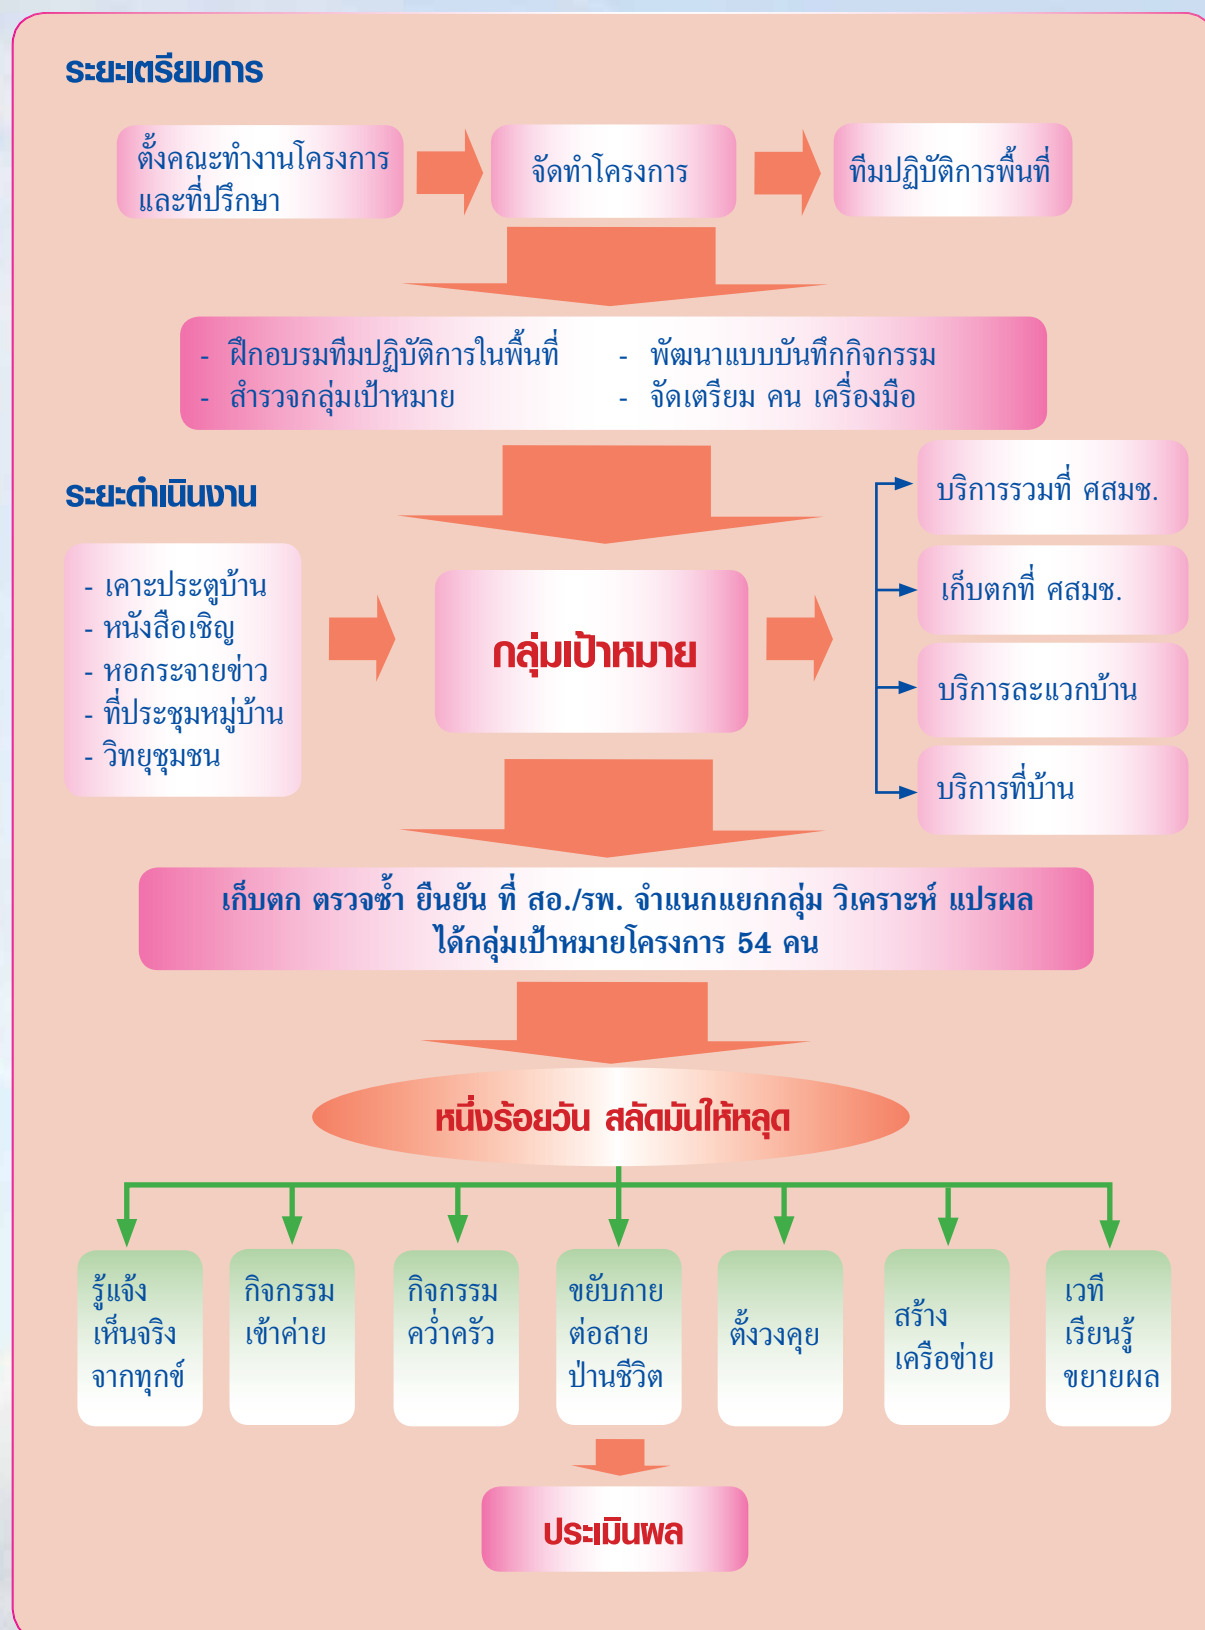 ระยะเตรียมการ
ตั้งคณะทำงานโครงการ
และที่ปรึกษา
จัดทำโครงการ
ทีมปฏิบัติการพื้นที่
- ฝึกอบรมทีมปฏิบัติการในพื้นที่
- สำรวจกลุ่มเป้าหมาย
- พัฒนาแบบบันทึกกิจกรรม
- จัดเตรียม คน เครื่องมือ
ระยะดำเนินงาน
- เคาะประตูบ้าน
- หนังสือเชิญ
- หอกระจายข่าว
- ที่ประชุมหมู่บ้าน
- วิทยุชุมชน
กลุ่มเป้าหมาย
บริการรวมที่ ศสมช.
เก็บตกที่ ศสมช.
บริการละแวกบ้าน
บริการที่บ้าน
เก็บตก ตรวจซ้ำ ยืนยัน ที่ สอ./รพ. จำแนกแยกกลุ่ม วิเคราะห์ แปรผล
ได้กลุ่มเป้าหมายโครงการ 54 คน
หนึ่งร้อยวัน สลัดมันให้หลุด
รู้แจ้ง
เห็นจริง
จากทุกข์
กิจกรรม
เข้าค่าย
กิจกรรม
คว่ำครัว
ขยับกาย
ต่อสาย
ป่านชีวิต
ตั้งวงคุย
สร้าง
เครือข่าย
เวที
เรียนรู้
ขยายผล
ประเมินผล